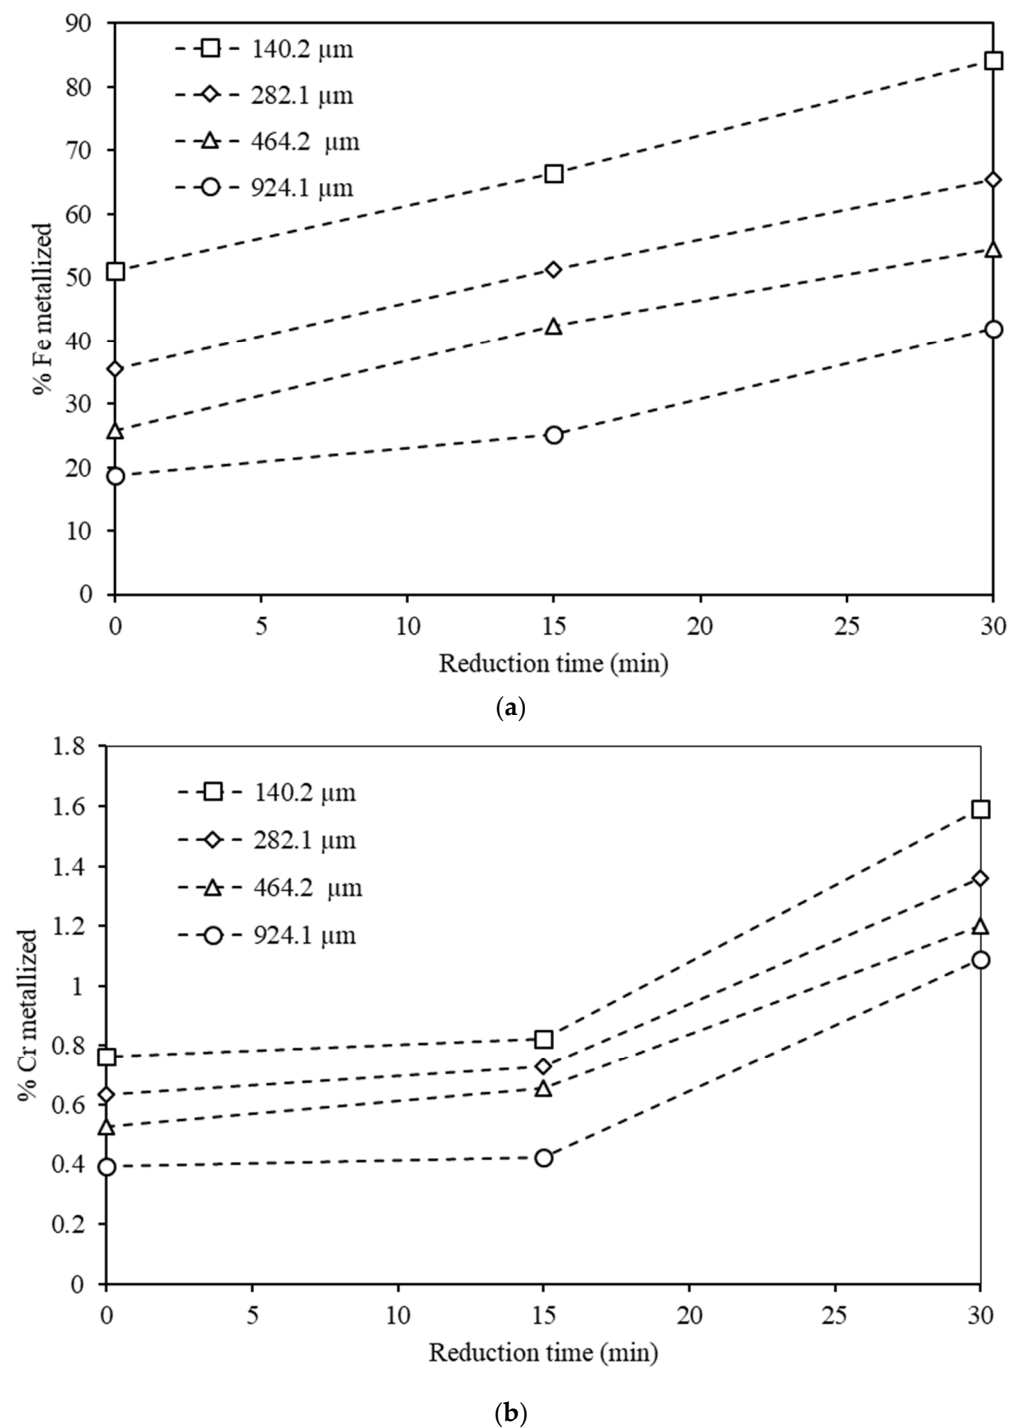 90
80
70
60
50
40
30
20
10
0
% Fe metallized
140.2 µm
282.1 µm
464.2 µm
924.1 µm
0 5 10 15 20 25 30
Reduction time (min)
(a)
1.8
1.6
1.4
1.2
1
0.8
0.6
0.4
0.2
0
% Cr metallized
140.2 µm
282.1 µm
464.2 µm
924.1 µm
0 5 10 15 20 25 30
Reduction time (min)
(b)